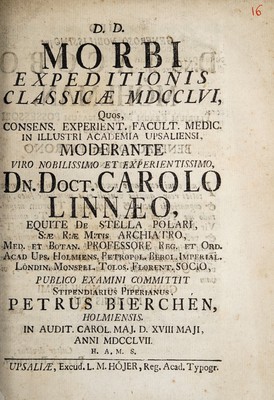 16
D. D.
MORBI
EXPEDITIONIS
CLASSICÆ MDCCLVI,
Quos,
CONSENS. EXPERIENT. FACULT. MEDIC.
IN ILLUSTRI ACADEMIA UPSALIENSI,
MODERANTE
VIRO NOBILISSIMO ET EXPERIENTISSIMO,
DN. DOCT. CAROLO
LINNÆO,
EQUITE DE STELLA POLARI,
SÆ RÆ MTIS ARCHIATRO,
MED. ET BOTAN. PROFESSORE REG. ET ORD.
ACAD UPS. HOLMIENS. PETROPOL. BEROL IMPERIAL.
LONDIN. MONSPEL. TOLOS. FLORENT. SOCIO,
PUBLICO EXAMINI COMMITTIT
STIPENDIARIUS PIPERIANUS
PETRUS BIERCHÉN,
HOLMIENSIS.
IN AUDIT. CAROL. MAJ. D. XVIII MAJI,
ANNI MDCCLVII.
H. A. M. S.
UPSALIÆ, Excud. L. M. HÖJER, Reg. Acad. Typogr.